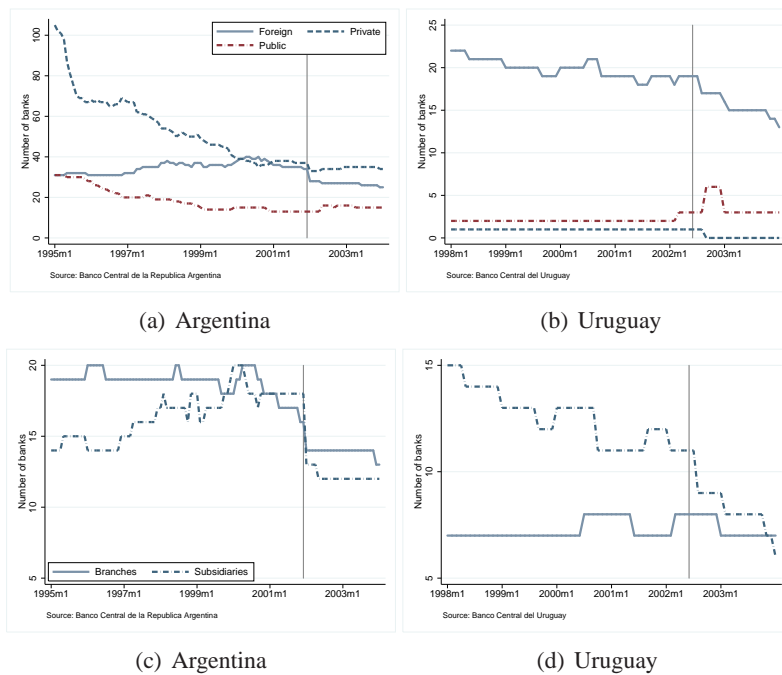 Foreign Private
Public
Number of banks
100
80
60
40
20
0
1995m1 1997m1 1999m1 2001m1 2003m1
Source: Banco Central de la Republica Argentina
(a) Argentina
Number of banks
25
20
15
10
5
0
1998m1 1999m1 2000m1 2001m1 2002m1 2003m1
Source: Banco Central del Uruguay
(b) Uruguay
Number of banks
20
15
10
5
Branches Subsidiaries
1995m1 1997m1 1999m1 2001m1 2003m1
Source: Banco Central de la Republica Argentina
(c) Argentina
Number of banks
15
10
5
1998m1 1999m1 2000m1 2001m1 2002m1 2003m1
Source: Banco Central del Uruguay
(d) Uruguay